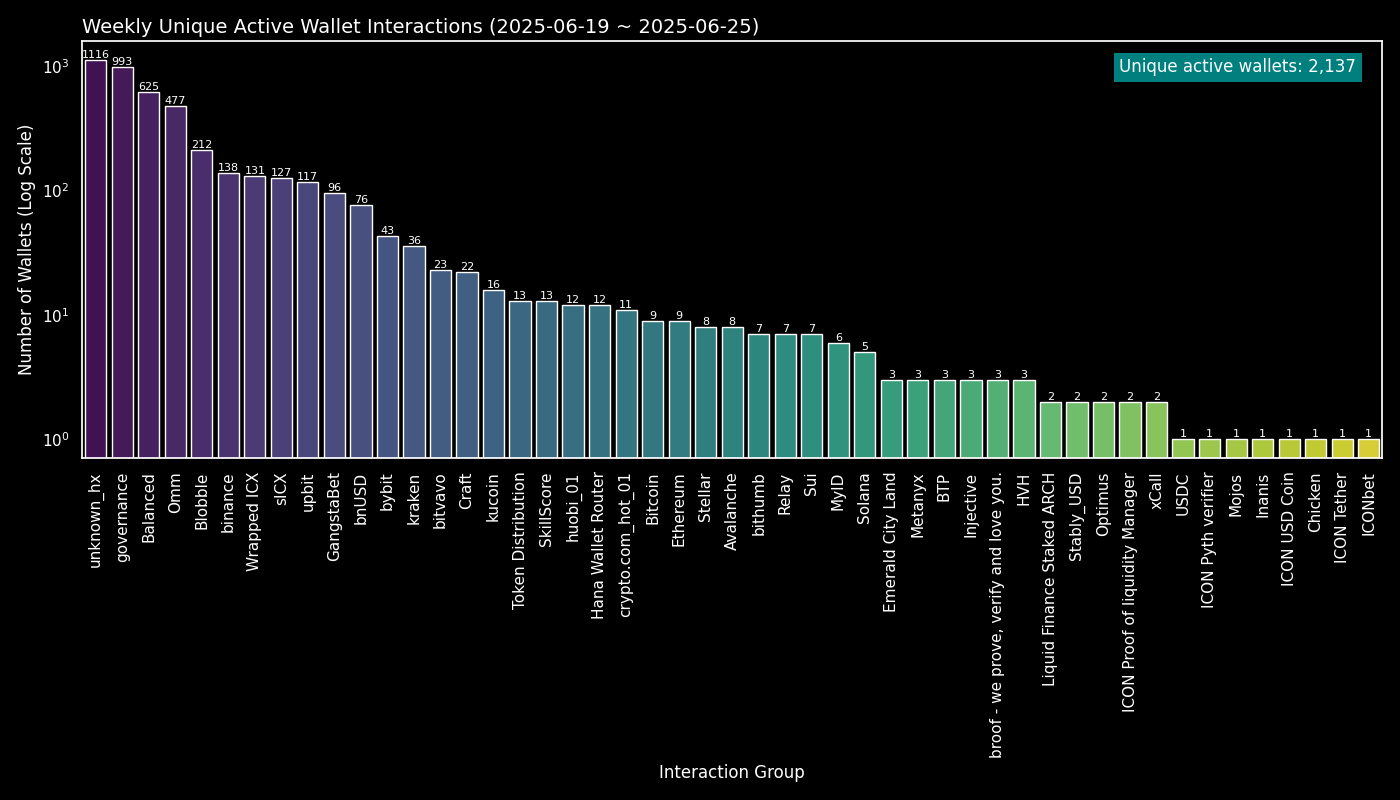 Weekly Unique Active Wallet Interactions (2025-06-19 ~ 2025-06-25)
Unique active wallets: 2,137
Number of Wallets (Log Scale)
10³
10²
10¹
10⁰
1116
993
625
477
212
138
131
127
117
96
76
43
36
23
22
16
13
13
12
12
11
9
9
8
8
7
7
7
6
5
3
3
3
3
3
3
2
2
2
2
2
1
1
1
1
1
1
1
1
unknown_hx
governance
Balanced
Omm
Blobble
binance
Wrapped ICX
sICX
upbit
GangstaBet
bnUSD
bybit
kraken
bitvavo
Craft
kucoin
Token Distribution
SkillScore
huobi_01
Hana Wallet Router
crypto.com_hot_01
Bitcoin
Ethereum
Stellar
Avalanche
bithumb
Relay
Sui
MyID
Solana
Emerald City Land
Metanyx
BTP
Injective
broof - we prove, verify and love you.
HVH
Liquid Finance Staked ARCH
Stably_USD
Optimus
ICON Proof of liquidity Manager
xCall
USDC
ICON Pyth verifier
Mojos
Inanis
ICON USD Coin
Chicken
ICON Tether
ICONbet
Interaction Group